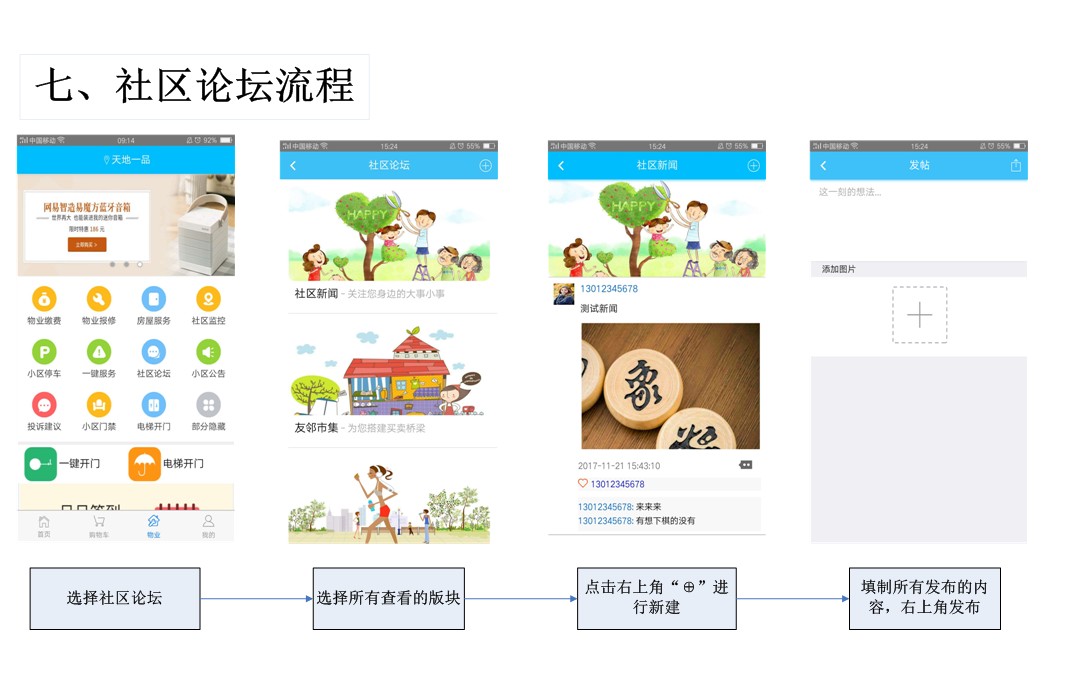 七、社区论坛流程
中国移动 09:14 92%
天地一品
网易智造易魔方蓝牙音箱
世界再大 也能装进我的迷你音箱
限时特惠 186 元
立即购买 >
物业缴费 物业报修 房屋服务 社区监控
小区停车 一键服务 社区论坛 小区公告
投诉建议 小区门禁 电梯开门 部分隐藏
一键开门 电梯开门
首页 购物车 物业 我的
中国移动 15:24 55%
社区论坛
HAPPY
社区新闻 - 关注您身边的大事小事
友邻市集 - 为您搭建买卖桥梁
中国移动 15:24 55%
社区新闻
HAPPY
13012345678
测试新闻
象
2017-11-21 15:43:10
13012345678
13012345678: 来来来
13012345678: 有想下棋的没有
中国移动 15:24 55%
发帖
这一刻的想法...
添加图片
选择社区论坛
选择所有查看的版块
点击右上角“⊕”进
行新建
填制所有发布的内
容，右上角发布